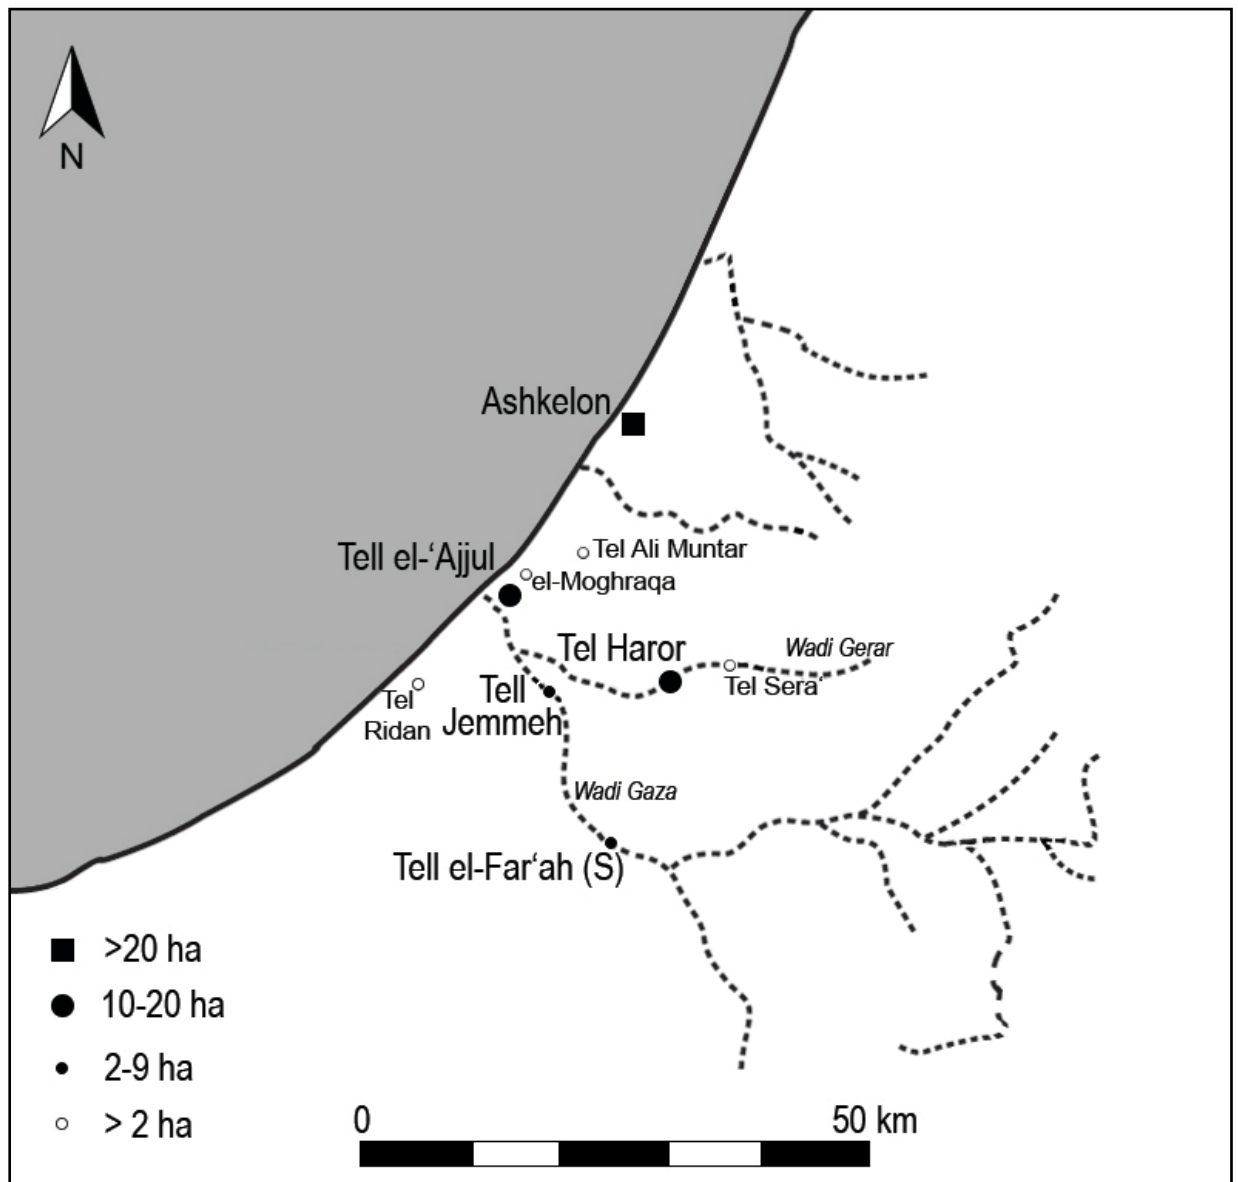 N
Ashkelon
Tell el-‘Ajjul
Tel Ali Muntar
el-Moghraqa
Tel Haror
Wadi Gerar
Tel Sera‘
Tell
Jemmeh
Tel
Ridan
Wadi Gaza
Tell el-Far‘ah (S)
>20 ha
10-20 ha
2-9 ha
> 2 ha
0 50 km